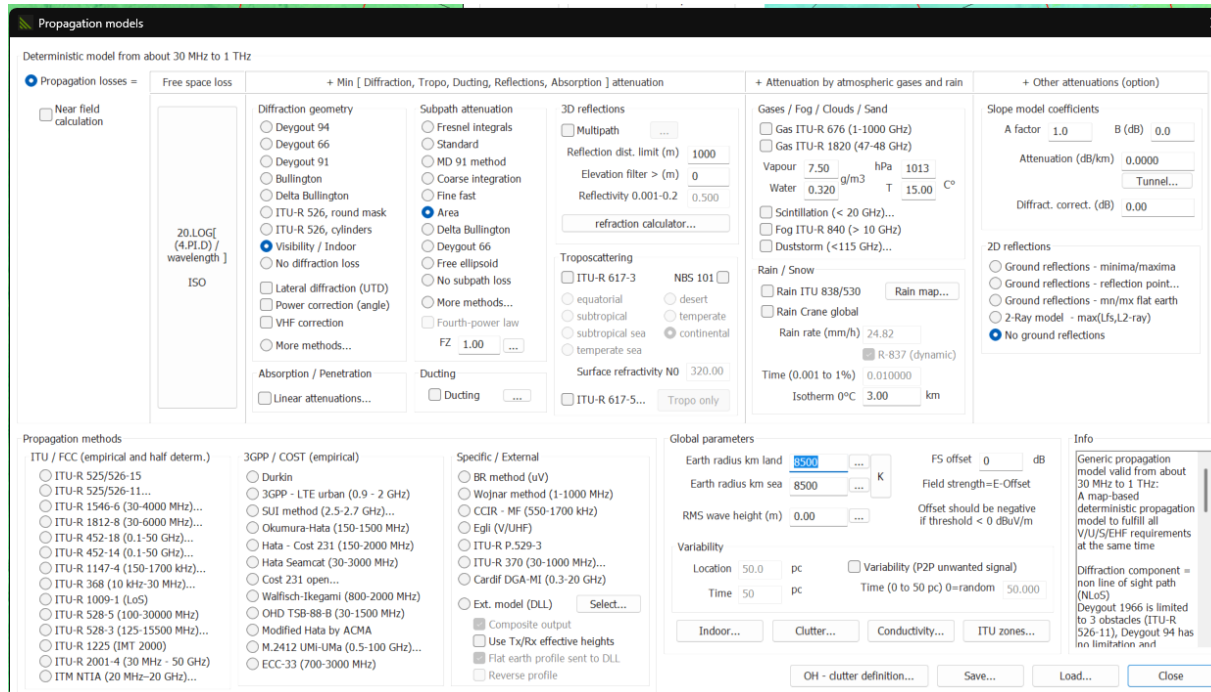 Propagation models
Deterministic model from about 30 MHz to 1 THz
Propagation losses =
Near field
calculation
Free space loss
20.LOG[
(4.PI.D) /
wavelength ]
ISO
+ Min [ Diffraction, Tropo, Ducting, Reflections, Absorption ] attenuation
Diffraction geometry
Deygout 94
Deygout 66
Deygout 91
Bullington
Delta Bullington
ITU-R 526, round mask
ITU-R 526, cylinders
Visibility / Indoor
No diffraction loss
Lateral diffraction (UTD)
Power correction (angle)
VHF correction
More methods...
Absorption / Penetration
Linear attenuations...
Subpath attenuation
Fresnel integrals
Standard
MD 91 method
Coarse integration
Fine fast
Area
Delta Bullington
Deygout 66
Free ellipsoid
No subpath loss
More methods...
Fourth-power law
FZ 1.00 ...
Ducting
Ducting ...
3D reflections
Multipath ...
Reflection dist. limit (m) 1000
Elevation filter > (m) 0
Reflectivity 0.001-0.2 0.500
refraction calculator...
Troposcattering
ITU-R 617-3 NBS 101
equatorial desert
subtropical temperate
subtropical sea continental
temperate sea
Surface refractivity N0 320.00
ITU-R 617-5... Tropo only
+ Attenuation by atmospheric gases and rain
Gases / Fog / Clouds / Sand
Gas ITU-R 676 (1-1000 GHz)
Gas ITU-R 1820 (47-48 GHz)
Vapour 7.50 hPa 1013
g/m3
Water 0.320 T 15.00 C°
Scintillation (< 20 GHz)...
Fog ITU-R 840 (> 10 GHz)
Duststorm (<115 GHz)...
Rain / Snow
Rain ITU 838/530 Rain map...
Rain Crane global
Rain rate (mm/h) 24.82
R-837 (dynamic)
Time (0.001 to 1%) 0.010000
Isotherm 0°C 3.00 km
+ Other attenuations (option)
Slope model coefficients
A factor 1.0 B (dB) 0.0
Attenuation (dB/km) 0.0000
Tunnel...
Diffract. correct. (dB) 0.00
2D reflections
Ground reflections - minima/maxima
Ground reflections - reflection point...
Ground reflections - mn/mx flat earth
2-Ray model - max(Lfs,L2-ray)
No ground reflections
Propagation methods
ITU / FCC (empirical and half determ.)
ITU-R 525/526-15
ITU-R 525/526-11...
ITU-R 1546-6 (30-4000 MHz)...
ITU-R 1812-8 (30-6000 MHz)...
ITU-R 452-18 (0.1-50 GHz)...
ITU-R 452-14 (0.1-50 GHz)...
ITU-R 1147-4 (150-1700 kHz)...
ITU-R 368 (10 kHz-30 MHz)...
ITU-R 1009-1 (LoS)
ITU-R 528-5 (100-30000 MHz)
ITU-R 528-3 (125-15500 MHz)...
ITU-R 1225 (IMT 2000)
ITU-R 2001-4 (30 MHz - 50 GHz)
ITM NTIA (20 MHz–20 GHz)...
3GPP / COST (empirical)
Durkin
3GPP - LTE urban (0.9 - 2 GHz)
SUI method (2.5-2.7 GHz)...
Okumura-Hata (150-1500 MHz)
Hata - Cost 231 (150-2000 MHz)
Hata Seamcat (30-3000 MHz)
Cost 231 open...
Walfisch-Ikegami (800-2000 MHz)
OHD TSB-88-B (30-1500 MHz)
Modified Hata by ACMA
M.2412 UMi-UMa (0.5-100 GHz)...
ECC-33 (700-3000 MHz)
Specific / External
BR method (uV)
Wojnar method (1-1000 MHz)
CCIR - MF (550-1700 kHz)
Egli (V/UHF)
ITU-R P.529-3
ITU-R 370 (30-1000 MHz)...
Cardif DGA-MI (0.3-20 GHz)
Ext. model (DLL) Select...
Composite output
Use Tx/Rx effective heights
Flat earth profile sent to DLL
Reverse profile
Global parameters
Earth radius km land 8500 ...
Earth radius km sea 8500 ...
K
RMS wave height (m) 0.00 ...
FS offset 0 dB
Field strength=E-Offset
Offset should be negative
if threshold < 0 dBuV/m
Variability
Location 50.0 pc
Time 50 pc
Variability (P2P unwanted signal)
Time (0 to 50 pc) 0=random 50.000
Indoor... Clutter... Conductivity... ITU zones...
Info
Generic propagation
model valid from about
30 MHz to 1 THz:
A map-based
deterministic propagation
model to fulfill all
V/U/S/EHF requirements
at the same time
Diffraction component =
non line of sight path
(NLoS)
Deygout 1966 is limited
to 3 obstacles (ITU-R
526-11), Deygout 94 has
no limitation and
OH - clutter definition... Save... Load... Close